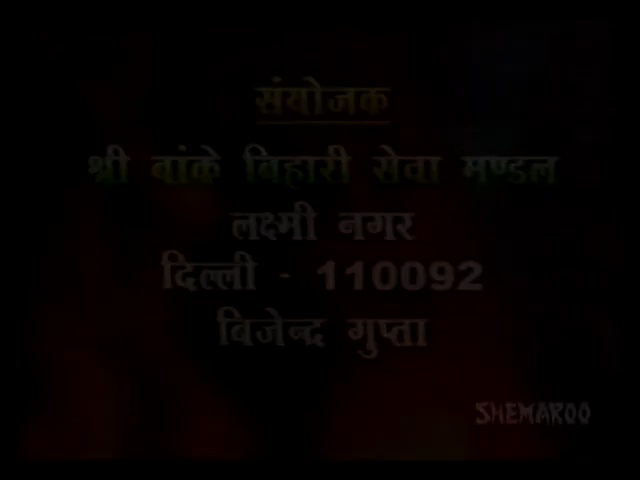 संयोजक
श्री वांके बिहारी सेवा मण्डल
लक्ष्मी नगर
दिल्ली - 110092
बिजेन्द्र गुप्ता
SHEMAROO